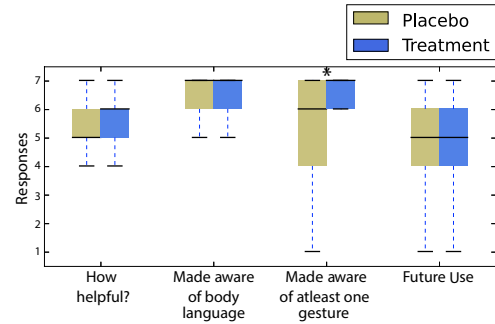 Placebo
Treatment
*
7
6
5
4
3
2
1
Responses
How
helpful?
Made aware
of body
language
Made aware
of atleast one
gesture
Future Use